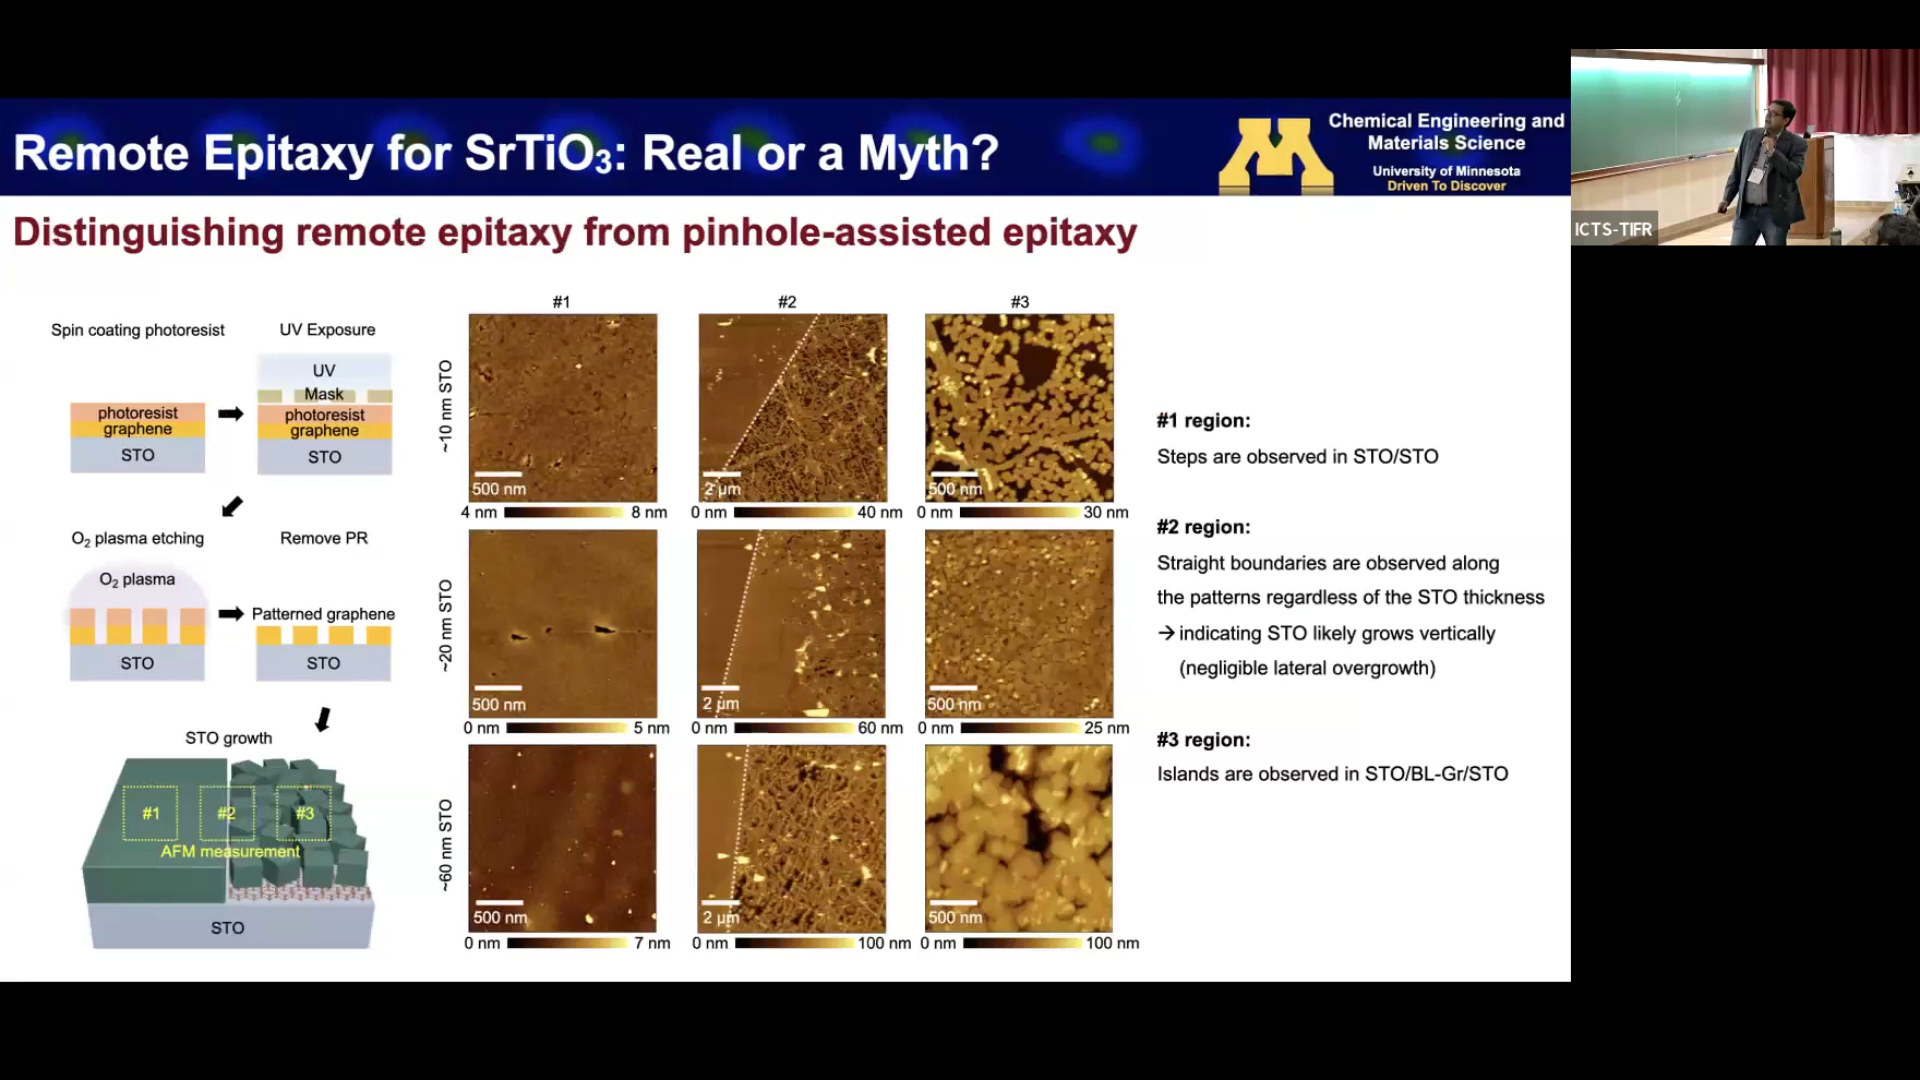 Remote Epitaxy for SrTiO₃: Real or a Myth?
Chemical Engineering and
Materials Science
University of Minnesota
Driven To Discover
ICTS-TIFR
Distinguishing remote epitaxy from pinhole-assisted epitaxy
Spin coating photoresist
UV Exposure
photoresist
graphene
STO
UV
Mask
photoresist
graphene
STO
O₂ plasma etching
Remove PR
O₂ plasma
STO
Patterned graphene
STO
STO growth
#1
#2
#3
AFM measurement
STO
#1
#2
#3
~10 nm STO
500 nm
4 nm
8 nm
2 µm
0 nm
40 nm
500 nm
0 nm
30 nm
~20 nm STO
500 nm
0 nm
5 nm
2 µm
0 nm
60 nm
500 nm
0 nm
25 nm
~60 nm STO
500 nm
0 nm
7 nm
2 µm
0 nm
100 nm
500 nm
0 nm
100 nm
#1 region:
Steps are observed in STO/STO
#2 region:
Straight boundaries are observed along
the patterns regardless of the STO thickness
→ indicating STO likely grows vertically
(negligible lateral overgrowth)
#3 region:
Islands are observed in STO/BL-Gr/STO